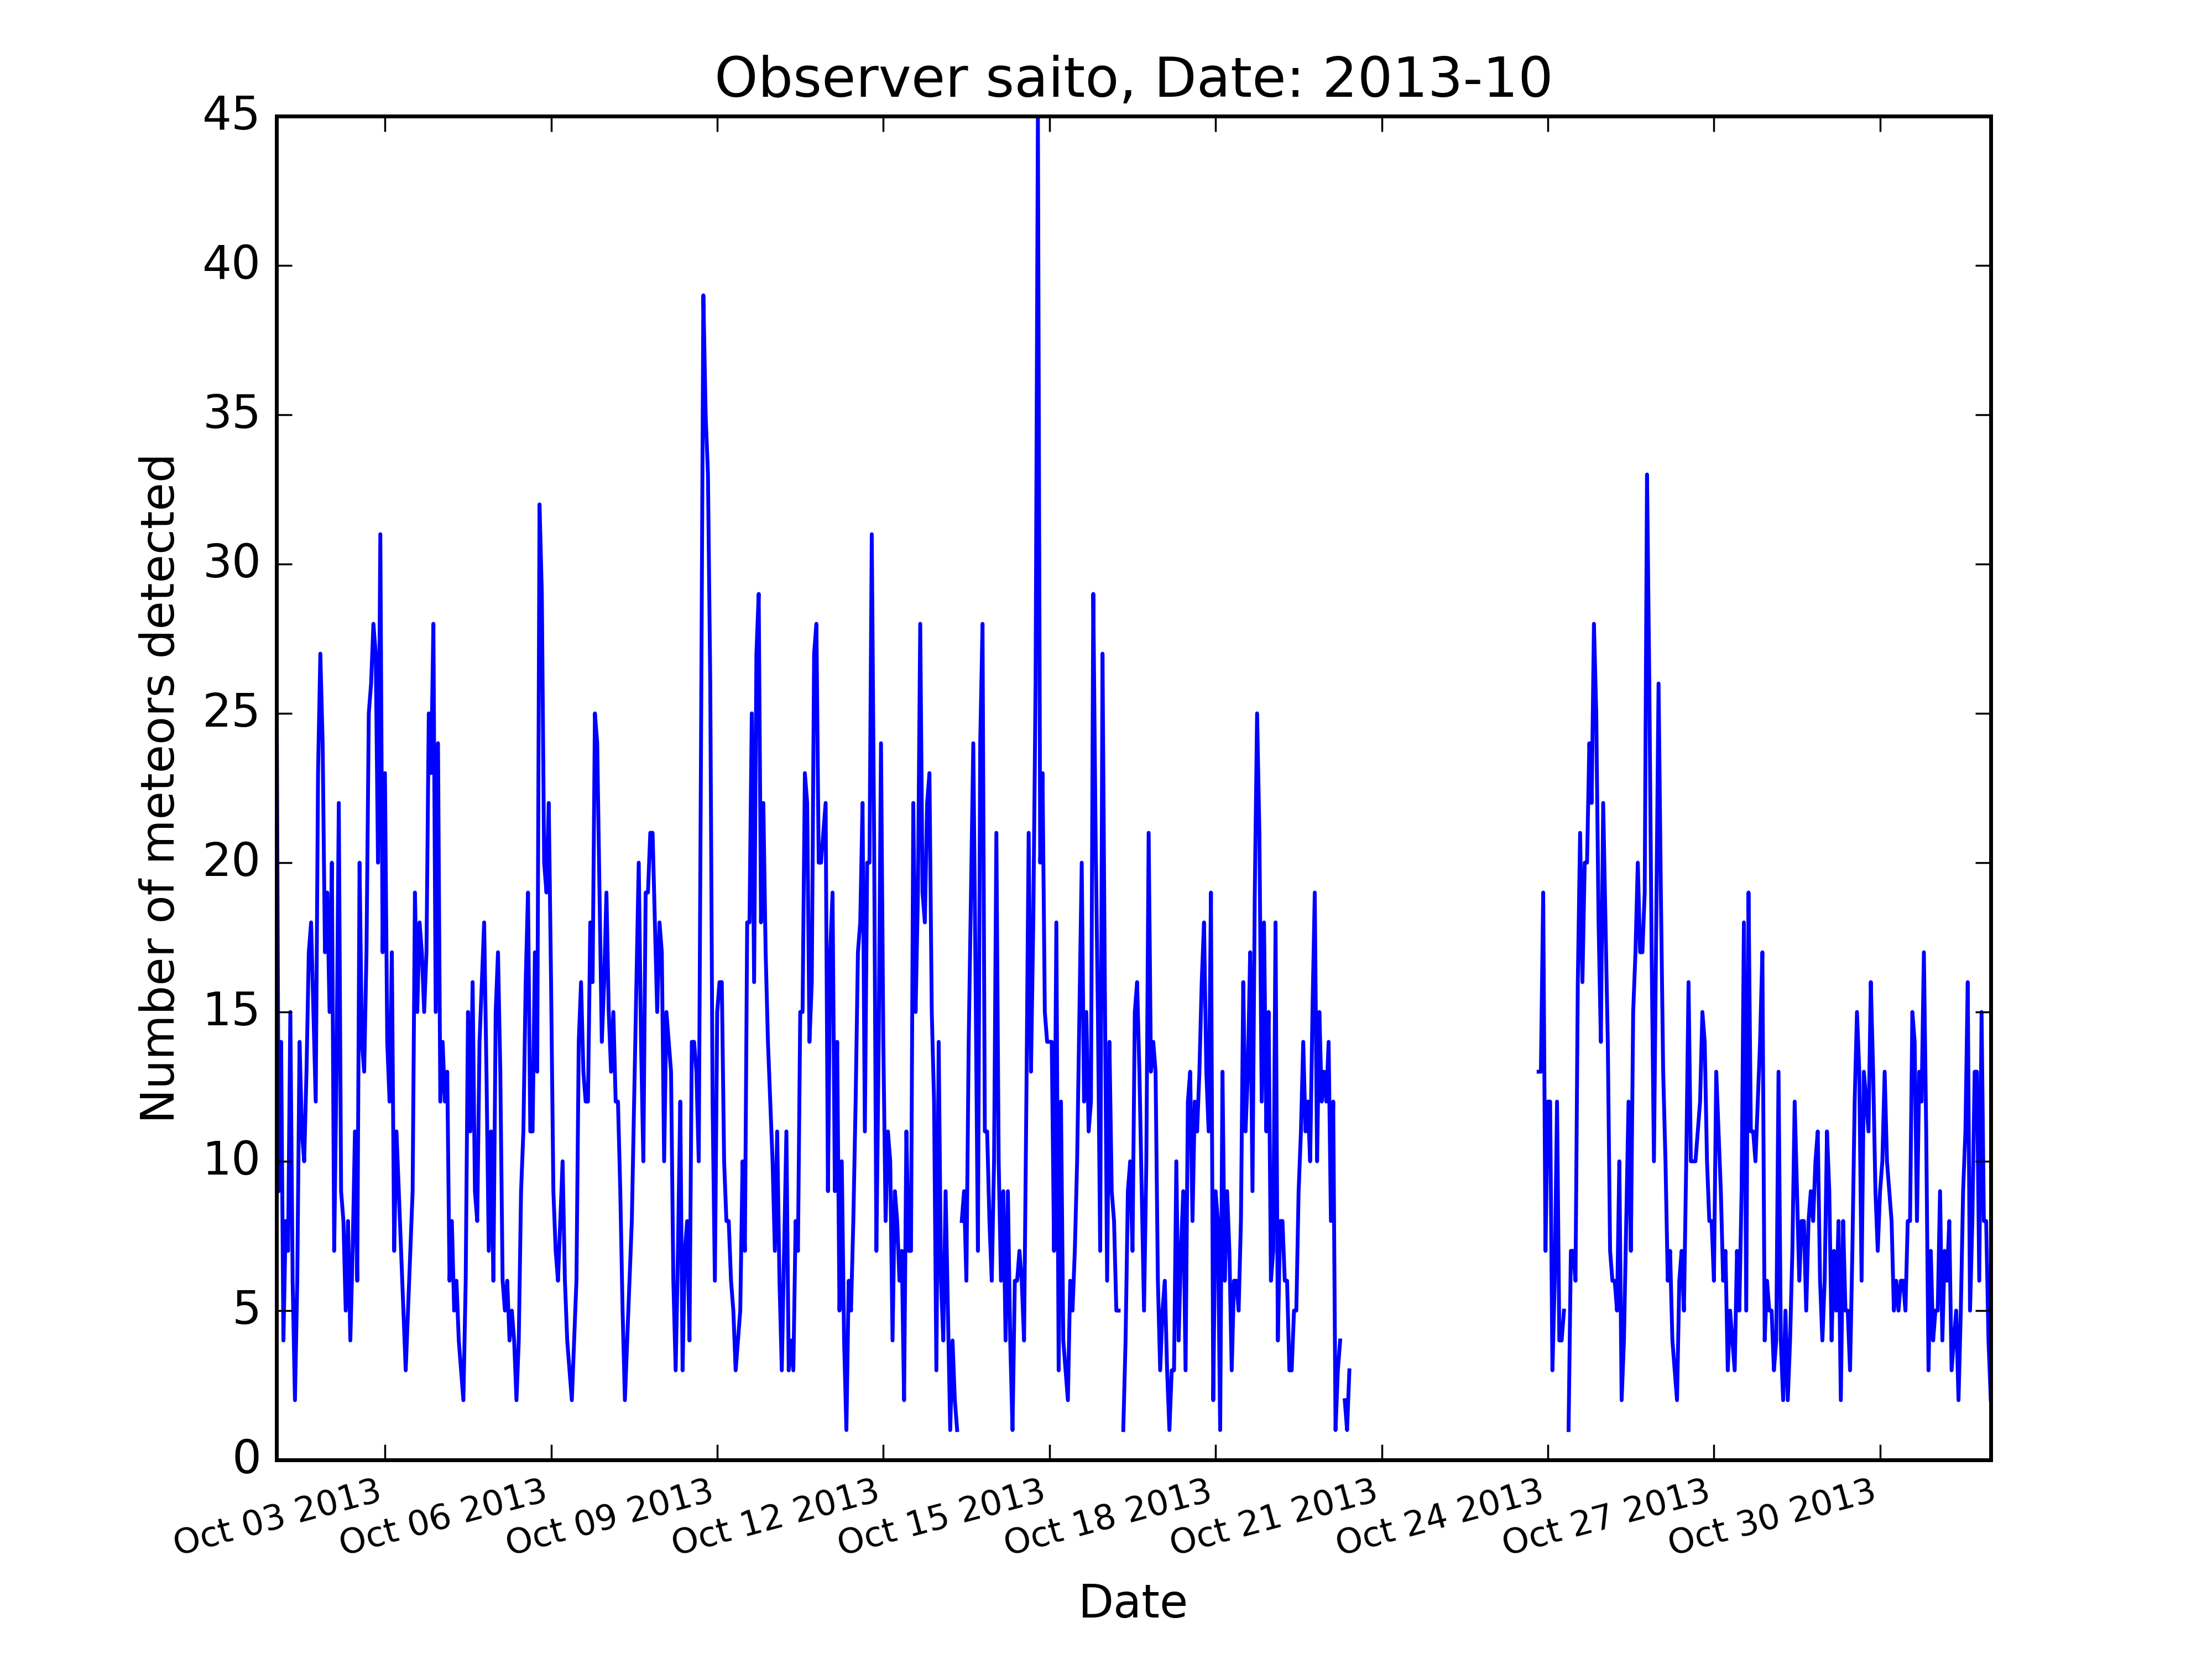 Observer saito, Date: 2013-10
Number of meteors detected
45
40
35
30
25
20
15
10
5
0
Oct 03 2013
Oct 06 2013
Oct 09 2013
Oct 12 2013
Oct 15 2013
Oct 18 2013
Oct 21 2013
Oct 24 2013
Oct 27 2013
Oct 30 2013
Date